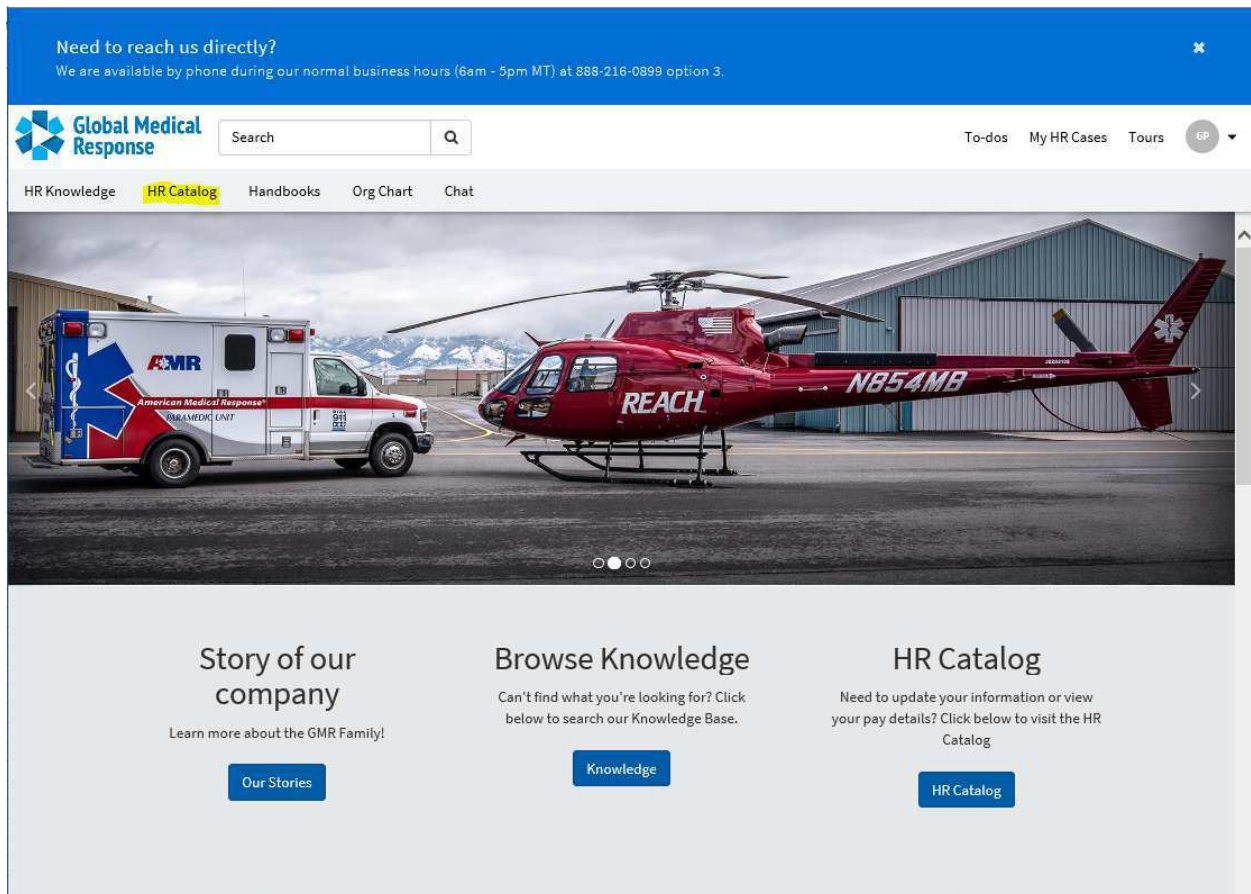 Need to reach us directly?
We are available by phone during our normal business hours (6am - 5pm MT) at 888-216-0899 option 3.
Global Medical
Response
Search
To-dos My HR Cases Tours GP
HR Knowledge HR Catalog Handbooks Org Chart Chat
AMR
American Medical Response
PARAMEDIC UNIT
911
REACH
N854MB
Story of our
company
Learn more about the GMR Family!
Our Stories
Browse Knowledge
Can't find what you're looking for? Click
below to search our Knowledge Base.
Knowledge
HR Catalog
Need to update your information or view
your pay details? Click below to visit the HR
Catalog
HR Catalog